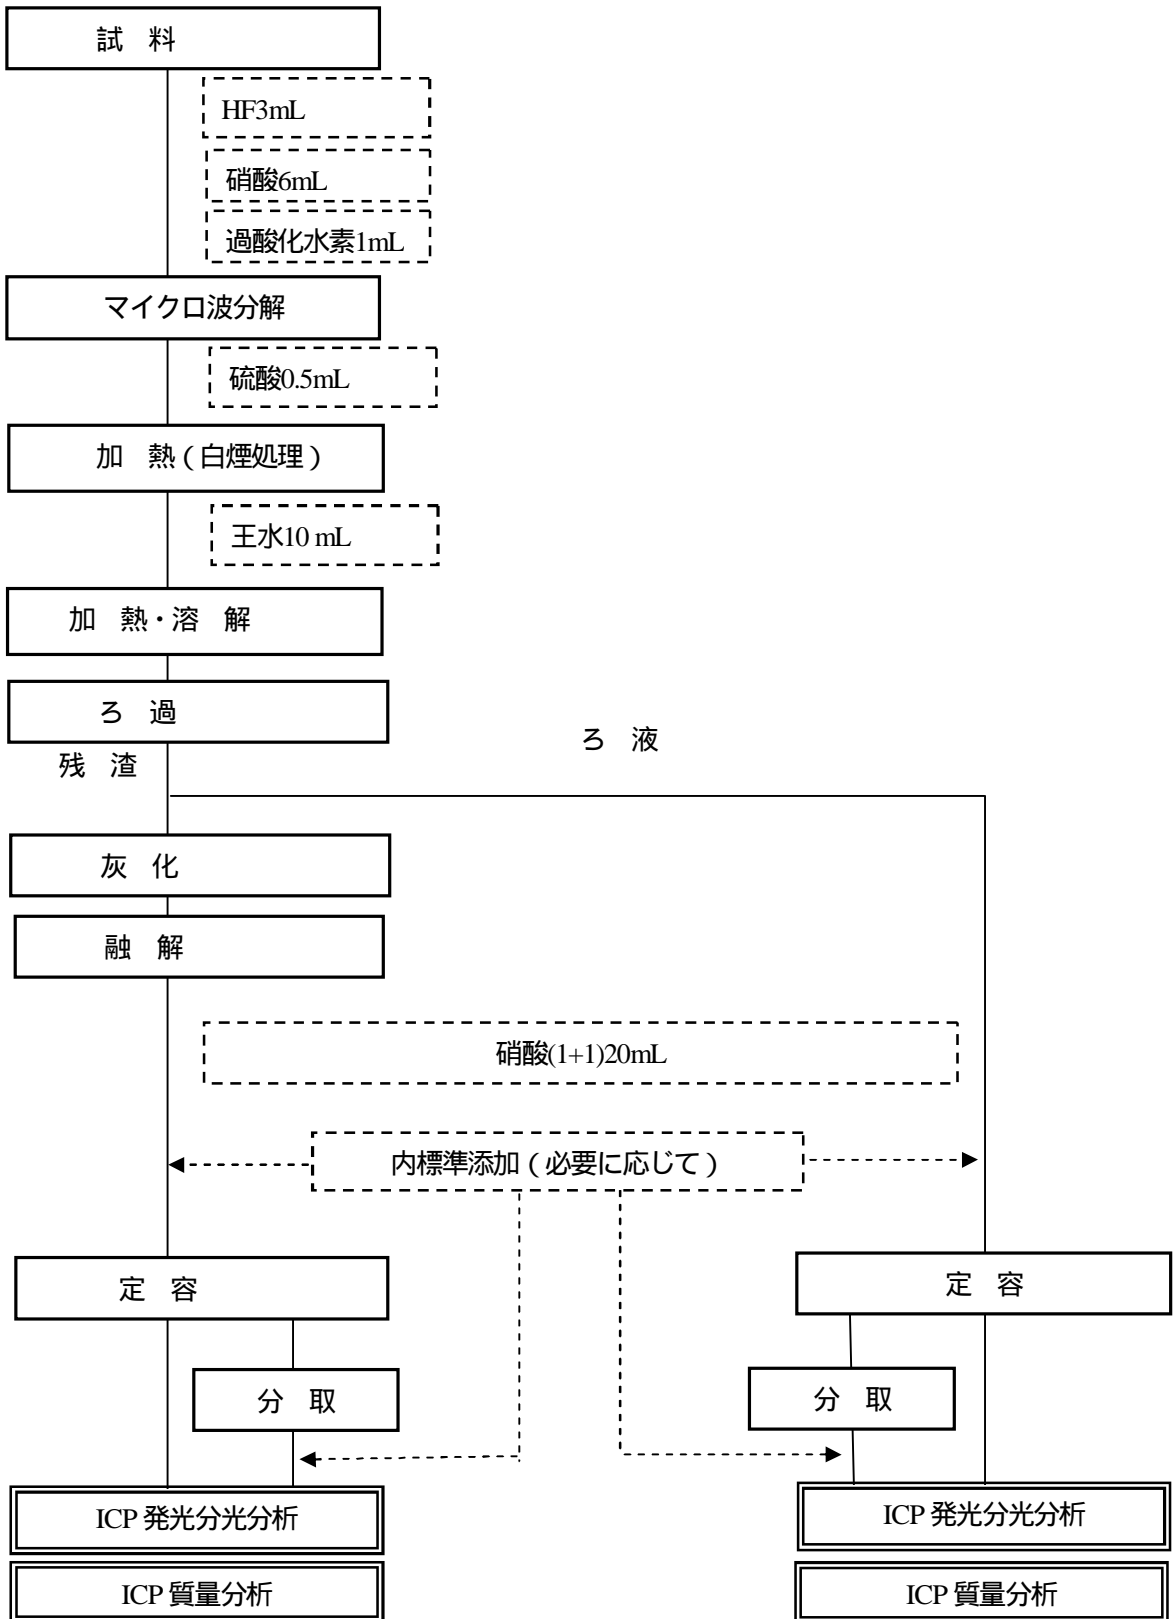 試　料
HF3mL
硝酸6mL
過酸化水素1mL
マイクロ波分解
硫酸0.5mL
加　熱（白煙処理）
王水10 mL
加　熱・溶　解
ろ　過
ろ　液
残　渣
灰　化
融　解
硝酸(1+1)20mL
内標準添加（必要に応じて）
定　容
定　容
分　取
分　取
ICP 発光分光分析
ICP 発光分光分析
ICP 質量分析
ICP 質量分析